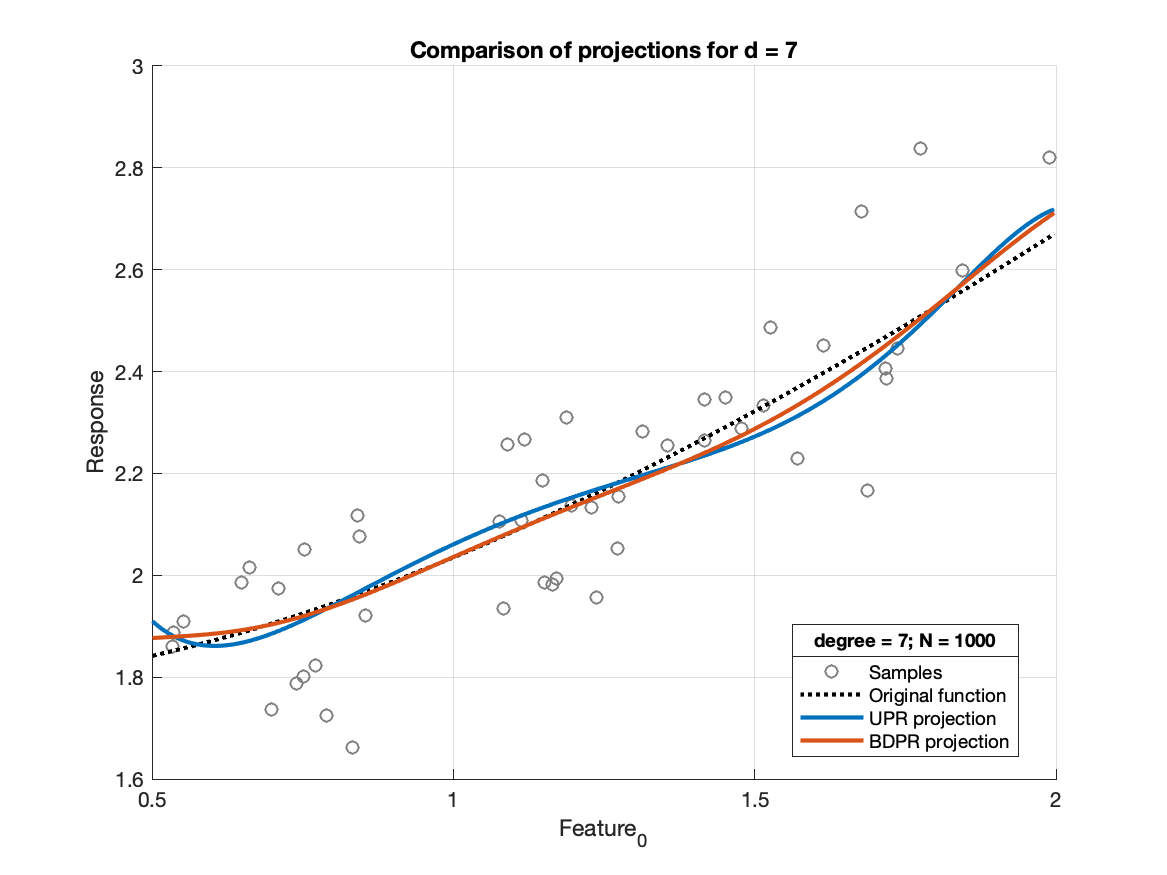 Comparison of projections for d = 7
3
2.8
2.6
2.4
2.2
2
1.8
1.6
Response
0.5
1
1.5
2
Feature₀
degree = 7; N = 1000
Samples
Original function
UPR projection
BDPR projection